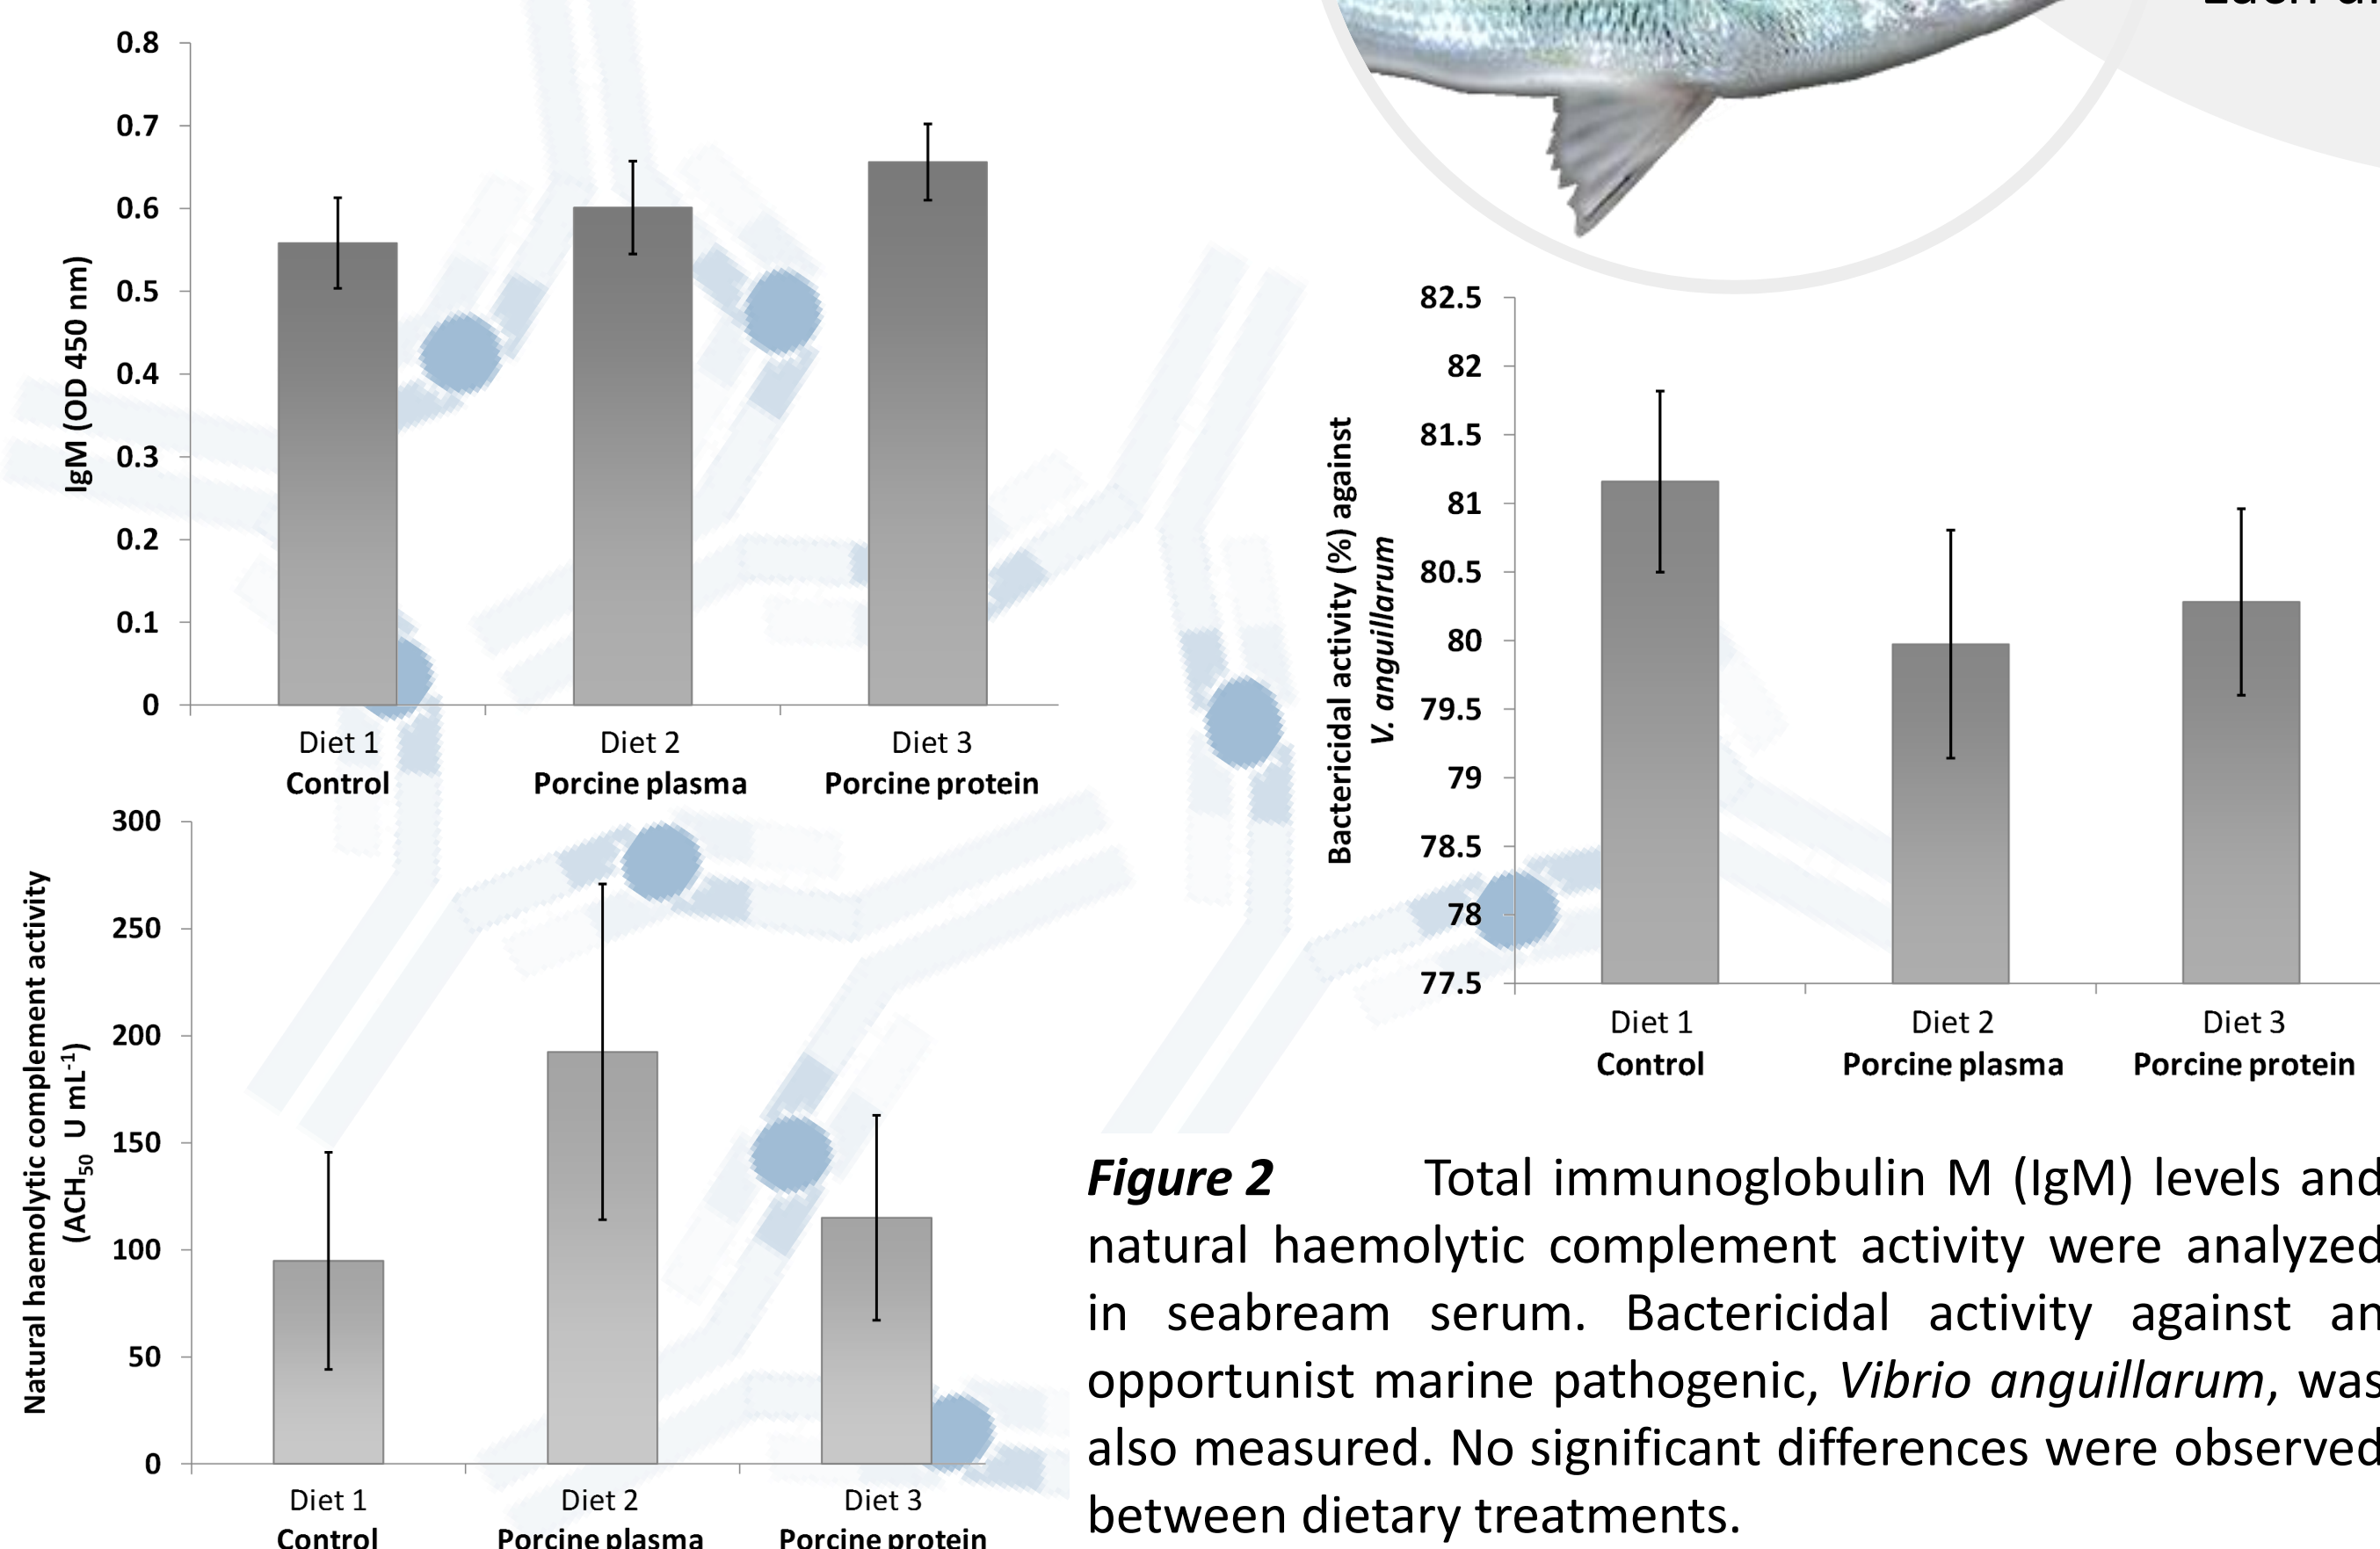 0.8
0.7
0.6
0.5
0.4
0.3
0.2
0.1
0
IgM (OD 450 nm)
Diet 1 Diet 2 Diet 3
Control Porcine plasma Porcine protein
300
250
200
150
100
50
0
Natural haemolytic complement activity
(ACH50 U mL-1)
Diet 1 Diet 2 Diet 3
Control Porcine plasma Porcine protein
82.5
82
81.5
81
80.5
80
79.5
79
78.5
78
77.5
Bactericidal activity (%) against
V. anguillarum
Diet 1 Diet 2 Diet 3
Control Porcine plasma Porcine protein
Figure 2 Total immunoglobulin M (IgM) levels and
natural haemolytic complement activity were analyzed
in seabream serum. Bactericidal activity against an
opportunist marine pathogenic, Vibrio anguillarum, was
also measured. No significant differences were observed
between dietary treatments.